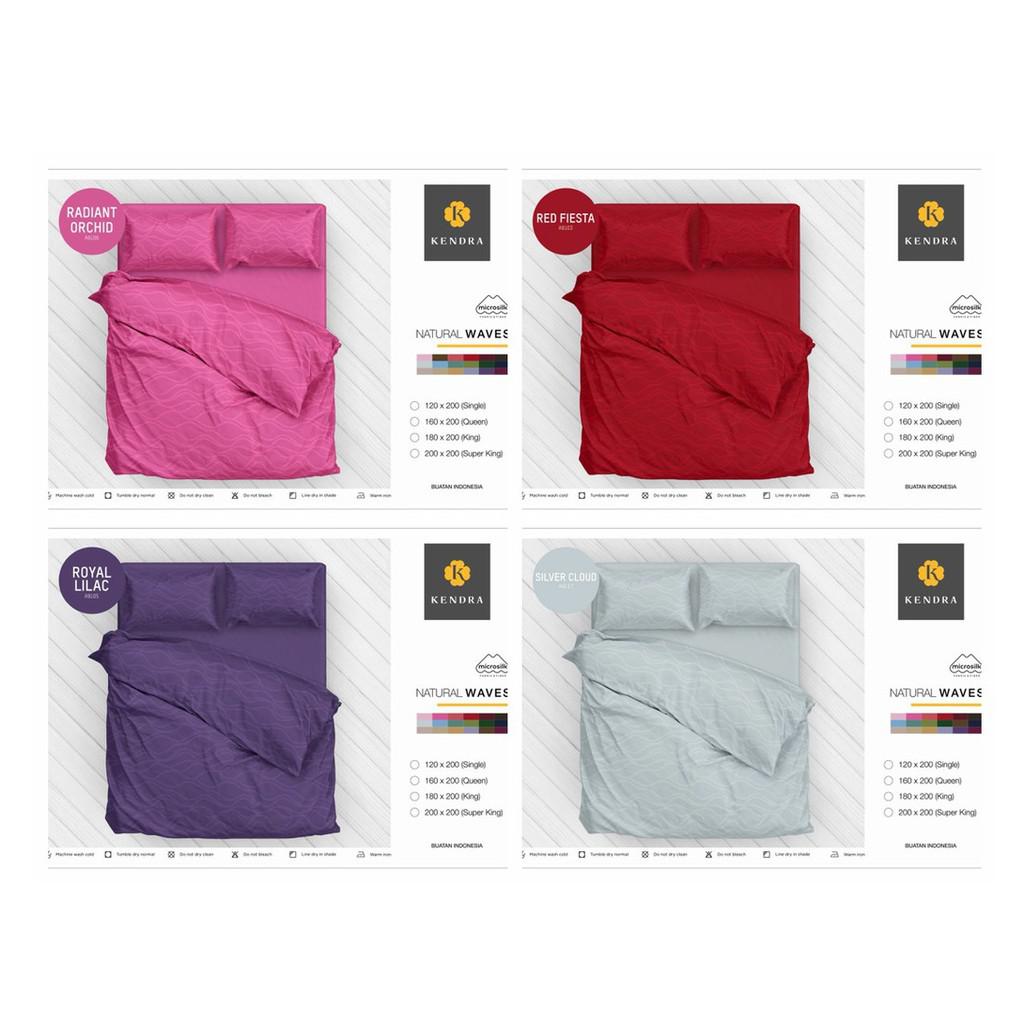 RADIANT
ORCHID
K
KENDRA
microsilk
NATURAL WAVES
120 x 200 (Single)
160 x 200 (Queen)
180 x 200 (King)
200 x 200 (Super King)
BUATAN INDONESIA
Machine wash cold
Tumble dry normal
Do not dry clean
Do not bleach
Line dry in shade
Warm iron
RED FIESTA
K
KENDRA
microsilk
NATURAL WAVES
120 x 200 (Single)
160 x 200 (Queen)
180 x 200 (King)
200 x 200 (Super King)
BUATAN INDONESIA
Machine wash cold
Tumble dry normal
Do not dry clean
Do not bleach
Line dry in shade
Warm iron
ROYAL
LILAC
K
KENDRA
microsilk
NATURAL WAVES
120 x 200 (Single)
160 x 200 (Queen)
180 x 200 (King)
200 x 200 (Super King)
BUATAN INDONESIA
Machine wash cold
Tumble dry normal
Do not dry clean
Do not bleach
Line dry in shade
Warm iron
SILVER CLOUD
K
KENDRA
microsilk
NATURAL WAVES
120 x 200 (Single)
160 x 200 (Queen)
180 x 200 (King)
200 x 200 (Super King)
BUATAN INDONESIA
Machine wash cold
Tumble dry normal
Do not dry clean
Do not bleach
Line dry in shade
Warm iron